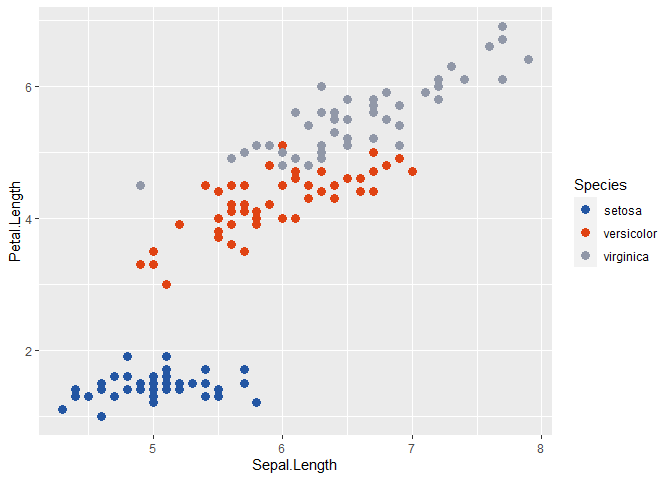 Petal.Length
6
4
2
5 6 7 8
Sepal.Length
Species
setosa
versicolor
virginica